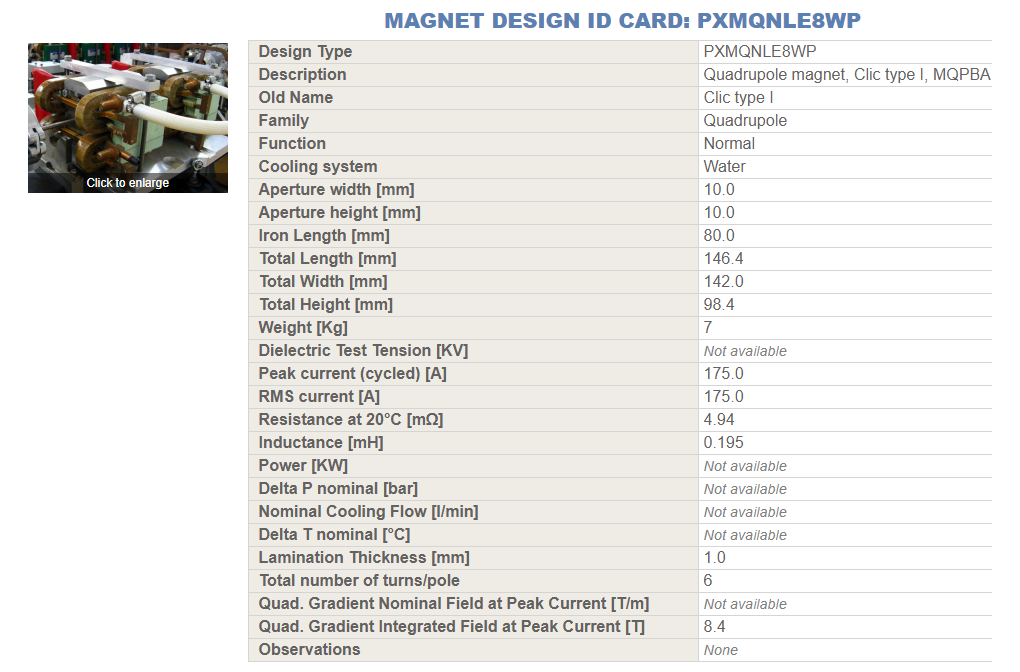 MAGNET DESIGN ID CARD: PXMQNLE8WP
Click to enlarge
Design Type PXMQNLE8WP
Description Quadrupole magnet, Clic type I, MQPBA
Old Name Clic type I
Family Quadrupole
Function Normal
Cooling system Water
Aperture width [mm] 10.0
Aperture height [mm] 10.0
Iron Length [mm] 80.0
Total Length [mm] 146.4
Total Width [mm] 142.0
Total Height [mm] 98.4
Weight [Kg] 7
Dielectric Test Tension [KV] Not available
Peak current (cycled) [A] 175.0
RMS current [A] 175.0
Resistance at 20°C [mΩ] 4.94
Inductance [mH] 0.195
Power [KW] Not available
Delta P nominal [bar] Not available
Nominal Cooling Flow [l/min] Not available
Delta T nominal [°C] Not available
Lamination Thickness [mm] 1.0
Total number of turns/pole 6
Quad. Gradient Nominal Field at Peak Current [T/m] Not available
Quad. Gradient Integrated Field at Peak Current [T] 8.4
Observations None